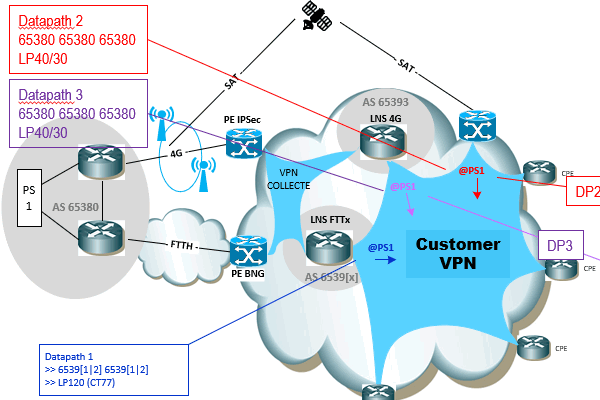 Datapath 2
65380 65380 65380
LP40/30
Datapath 3
65380 65380 65380
LP40/30
SAT
SAT
AS 65393
LNS 4G
PE IPSec
4G
VPN
COLLECTE
@PS1
@PS1
CPE
DP2
PS
1
AS 65380
LNS FTTx
@PS1
Customer
VPN
DP3
FTTH
PE BNG
AS 6539[x]
CPE
Datapath 1
>> 6539[1|2] 6539[1|2]
>> LP120 (CT77)
CPE